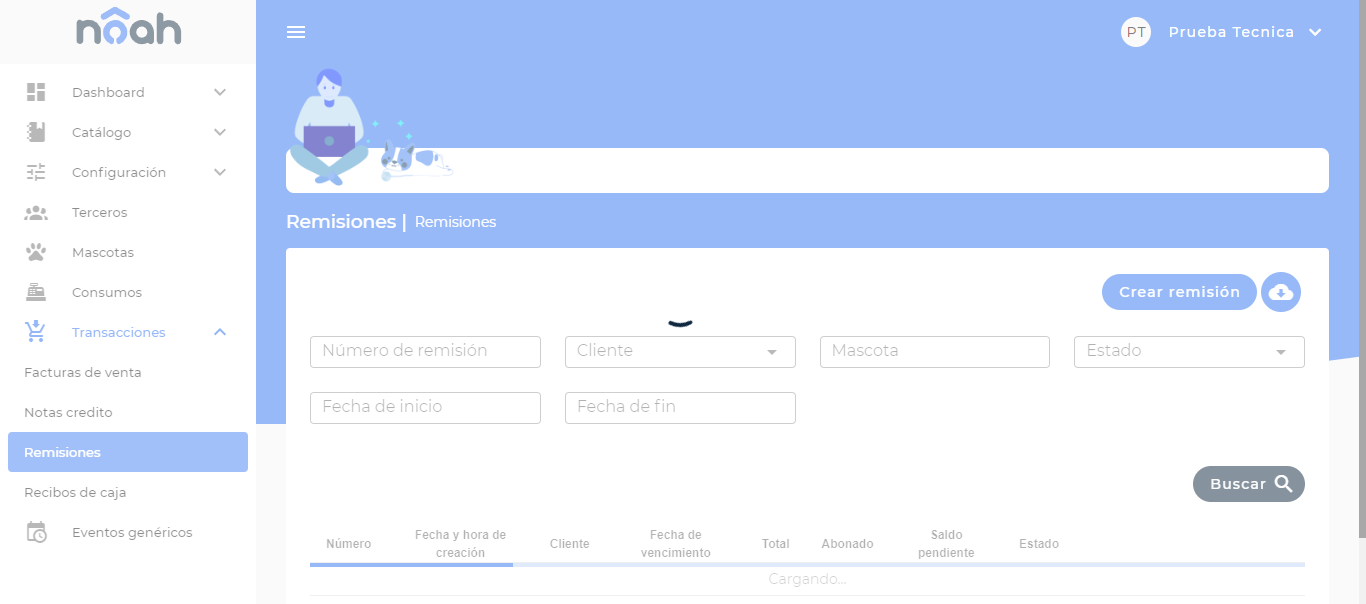 nôah
PT
Prueba Tecnica
Dashboard
Catálogo
Configuración
Terceros
Mascotas
Consumos
Transacciones
Facturas de venta
Notas credito
Remisiones
Recibos de caja
Eventos genéricos
Remisiones | Remisiones
Crear remisión
Número de remisión
Cliente
Mascota
Estado
Fecha de inicio
Fecha de fin
Buscar
Número
Fecha y hora de
creación
Cliente
Fecha de
vencimiento
Total
Abonado
Saldo
pendiente
Estado
Cargando...